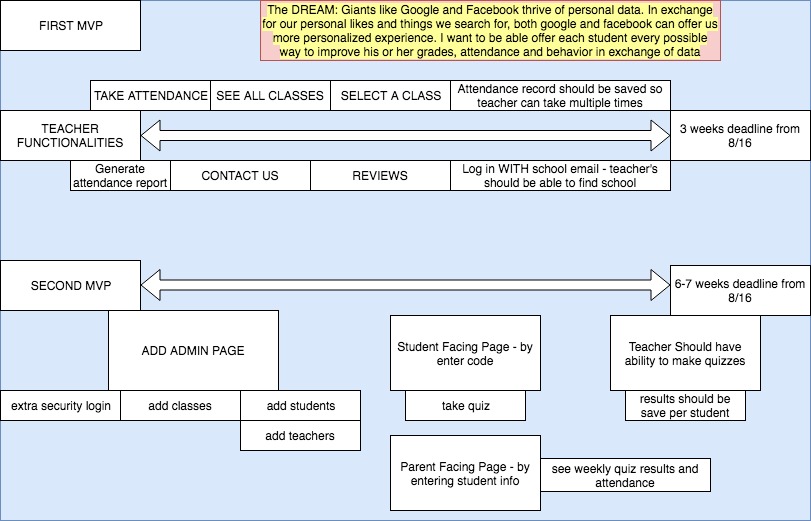 FIRST MVP
The DREAM: Giants like Google and Facebook thrive of personal data. In exchange
for our personal likes and things we search for, both google and facebook can offer us
more personalized experience. I want to be able offer each student every possible
way to improve his or her grades, attendance and behavior in exchange of data
TAKE ATTENDANCE
SEE ALL CLASSES
SELECT A CLASS
Attendance record should be saved so
teacher can take multiple times
TEACHER
FUNCTIONALITIES
3 weeks deadline from
8/16
Generate
attendance report
CONTACT US
REVIEWS
Log in WITH school email - teacher's
should be able to find school
SECOND MVP
6-7 weeks deadline from
8/16
ADD ADMIN PAGE
Student Facing Page - by
enter code
Teacher Should have
ability to make quizzes
extra security login
add classes
add students
take quiz
results should be
save per student
add teachers
Parent Facing Page - by
entering student info
see weekly quiz results and
attendance